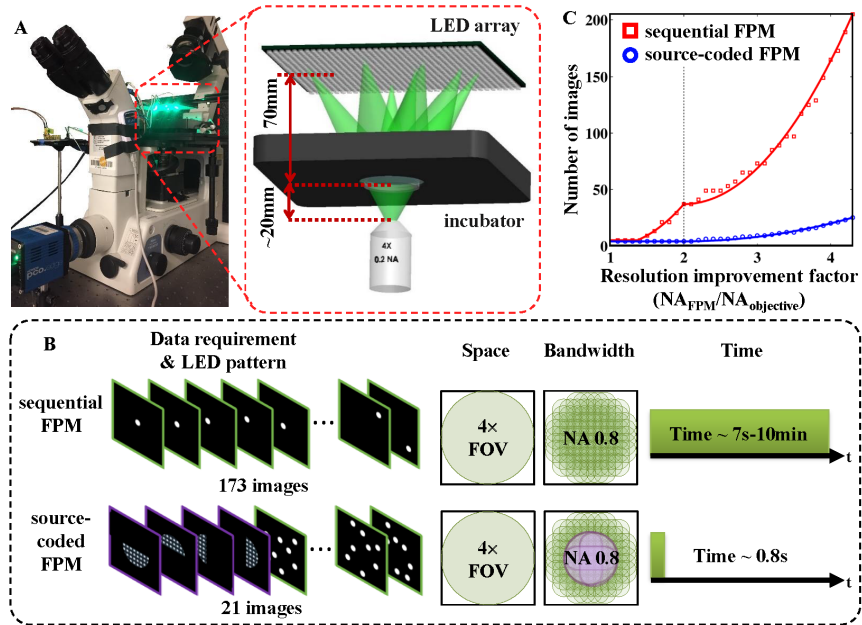 A
LED array
70mm
~20mm
incubator
4X
0.2 NA
pco.
C
sequential FPM
source-coded FPM
Number of images
200
150
100
50
0
1
2
3
4
Resolution improvement factor
(NAFPM/NAobjective)
B
Data requirement
& LED pattern
Space
Bandwidth
Time
sequential
FPM
...
173 images
4×
FOV
NA 0.8
Time ~ 7s-10min
t
source-
coded
FPM
...
21 images
4×
FOV
NA 0.8
Time ~ 0.8s
t